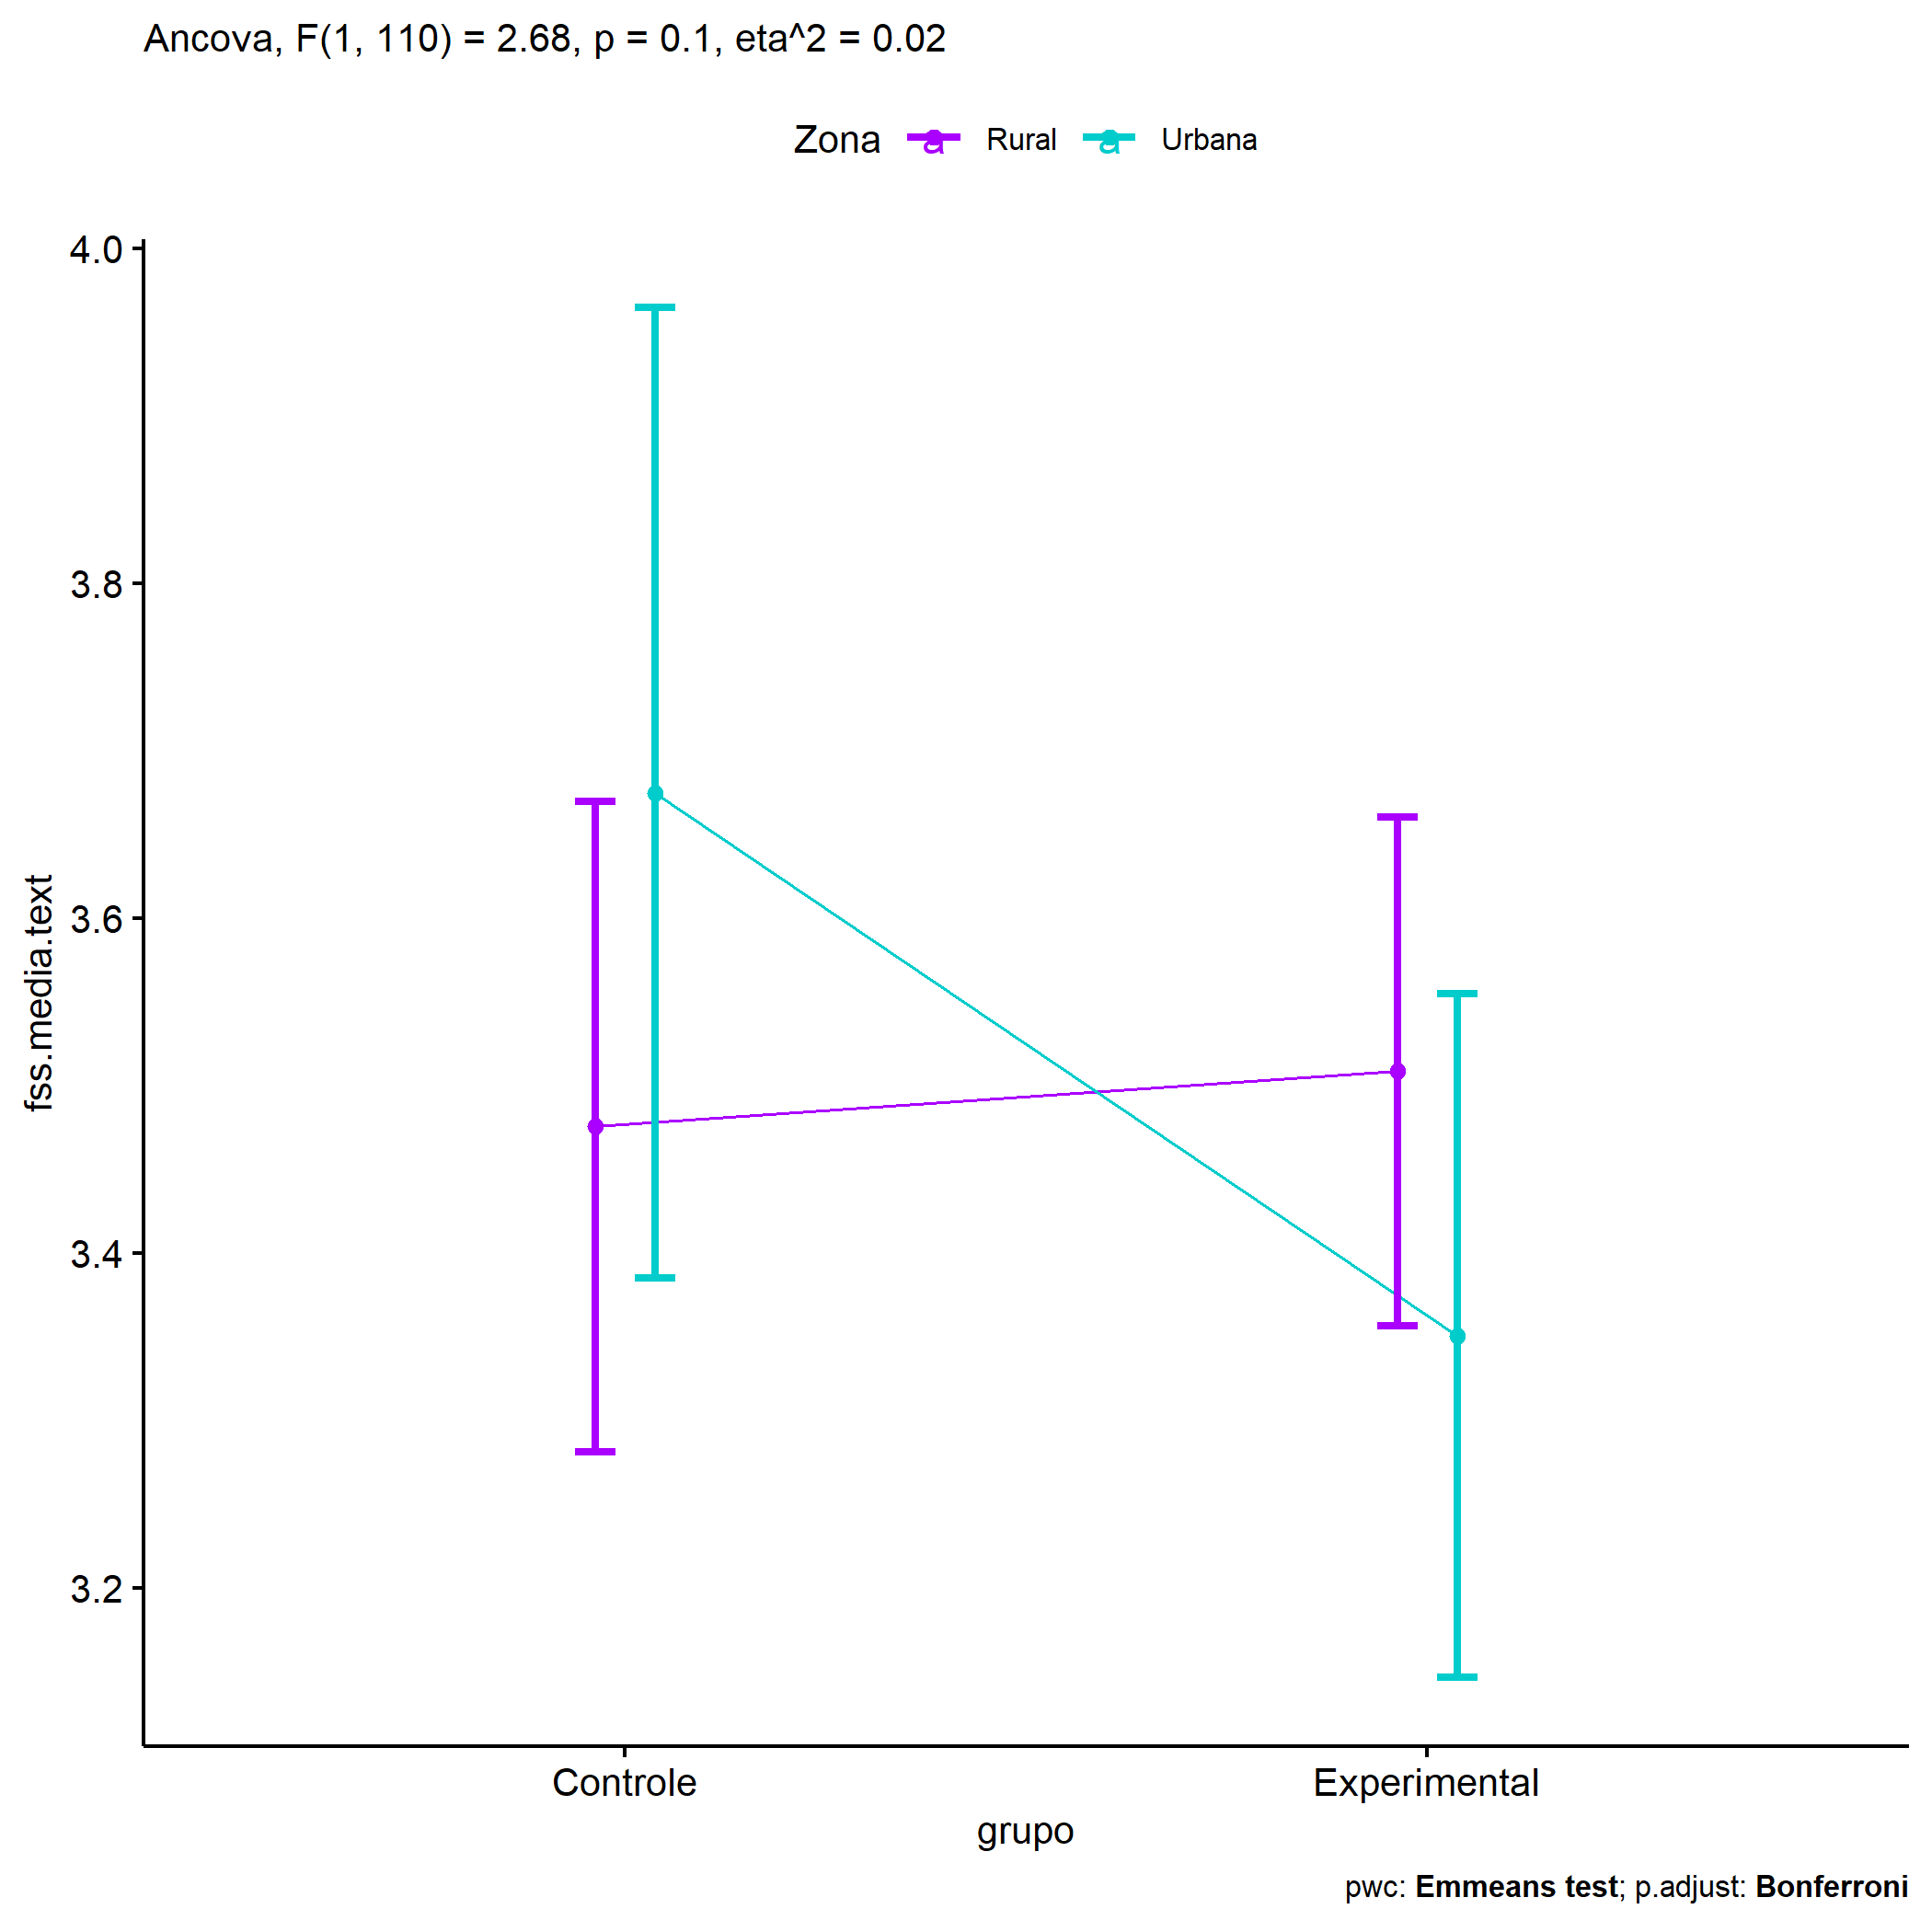 Ancova, F(1, 110) = 2.68, p = 0.1, eta^2 = 0.02
Zona a Rural a Urbana
4.0
3.8
3.6
3.4
3.2
fss.media.text
Controle Experimental
grupo
pwc: Emmeans test; p.adjust: Bonferroni